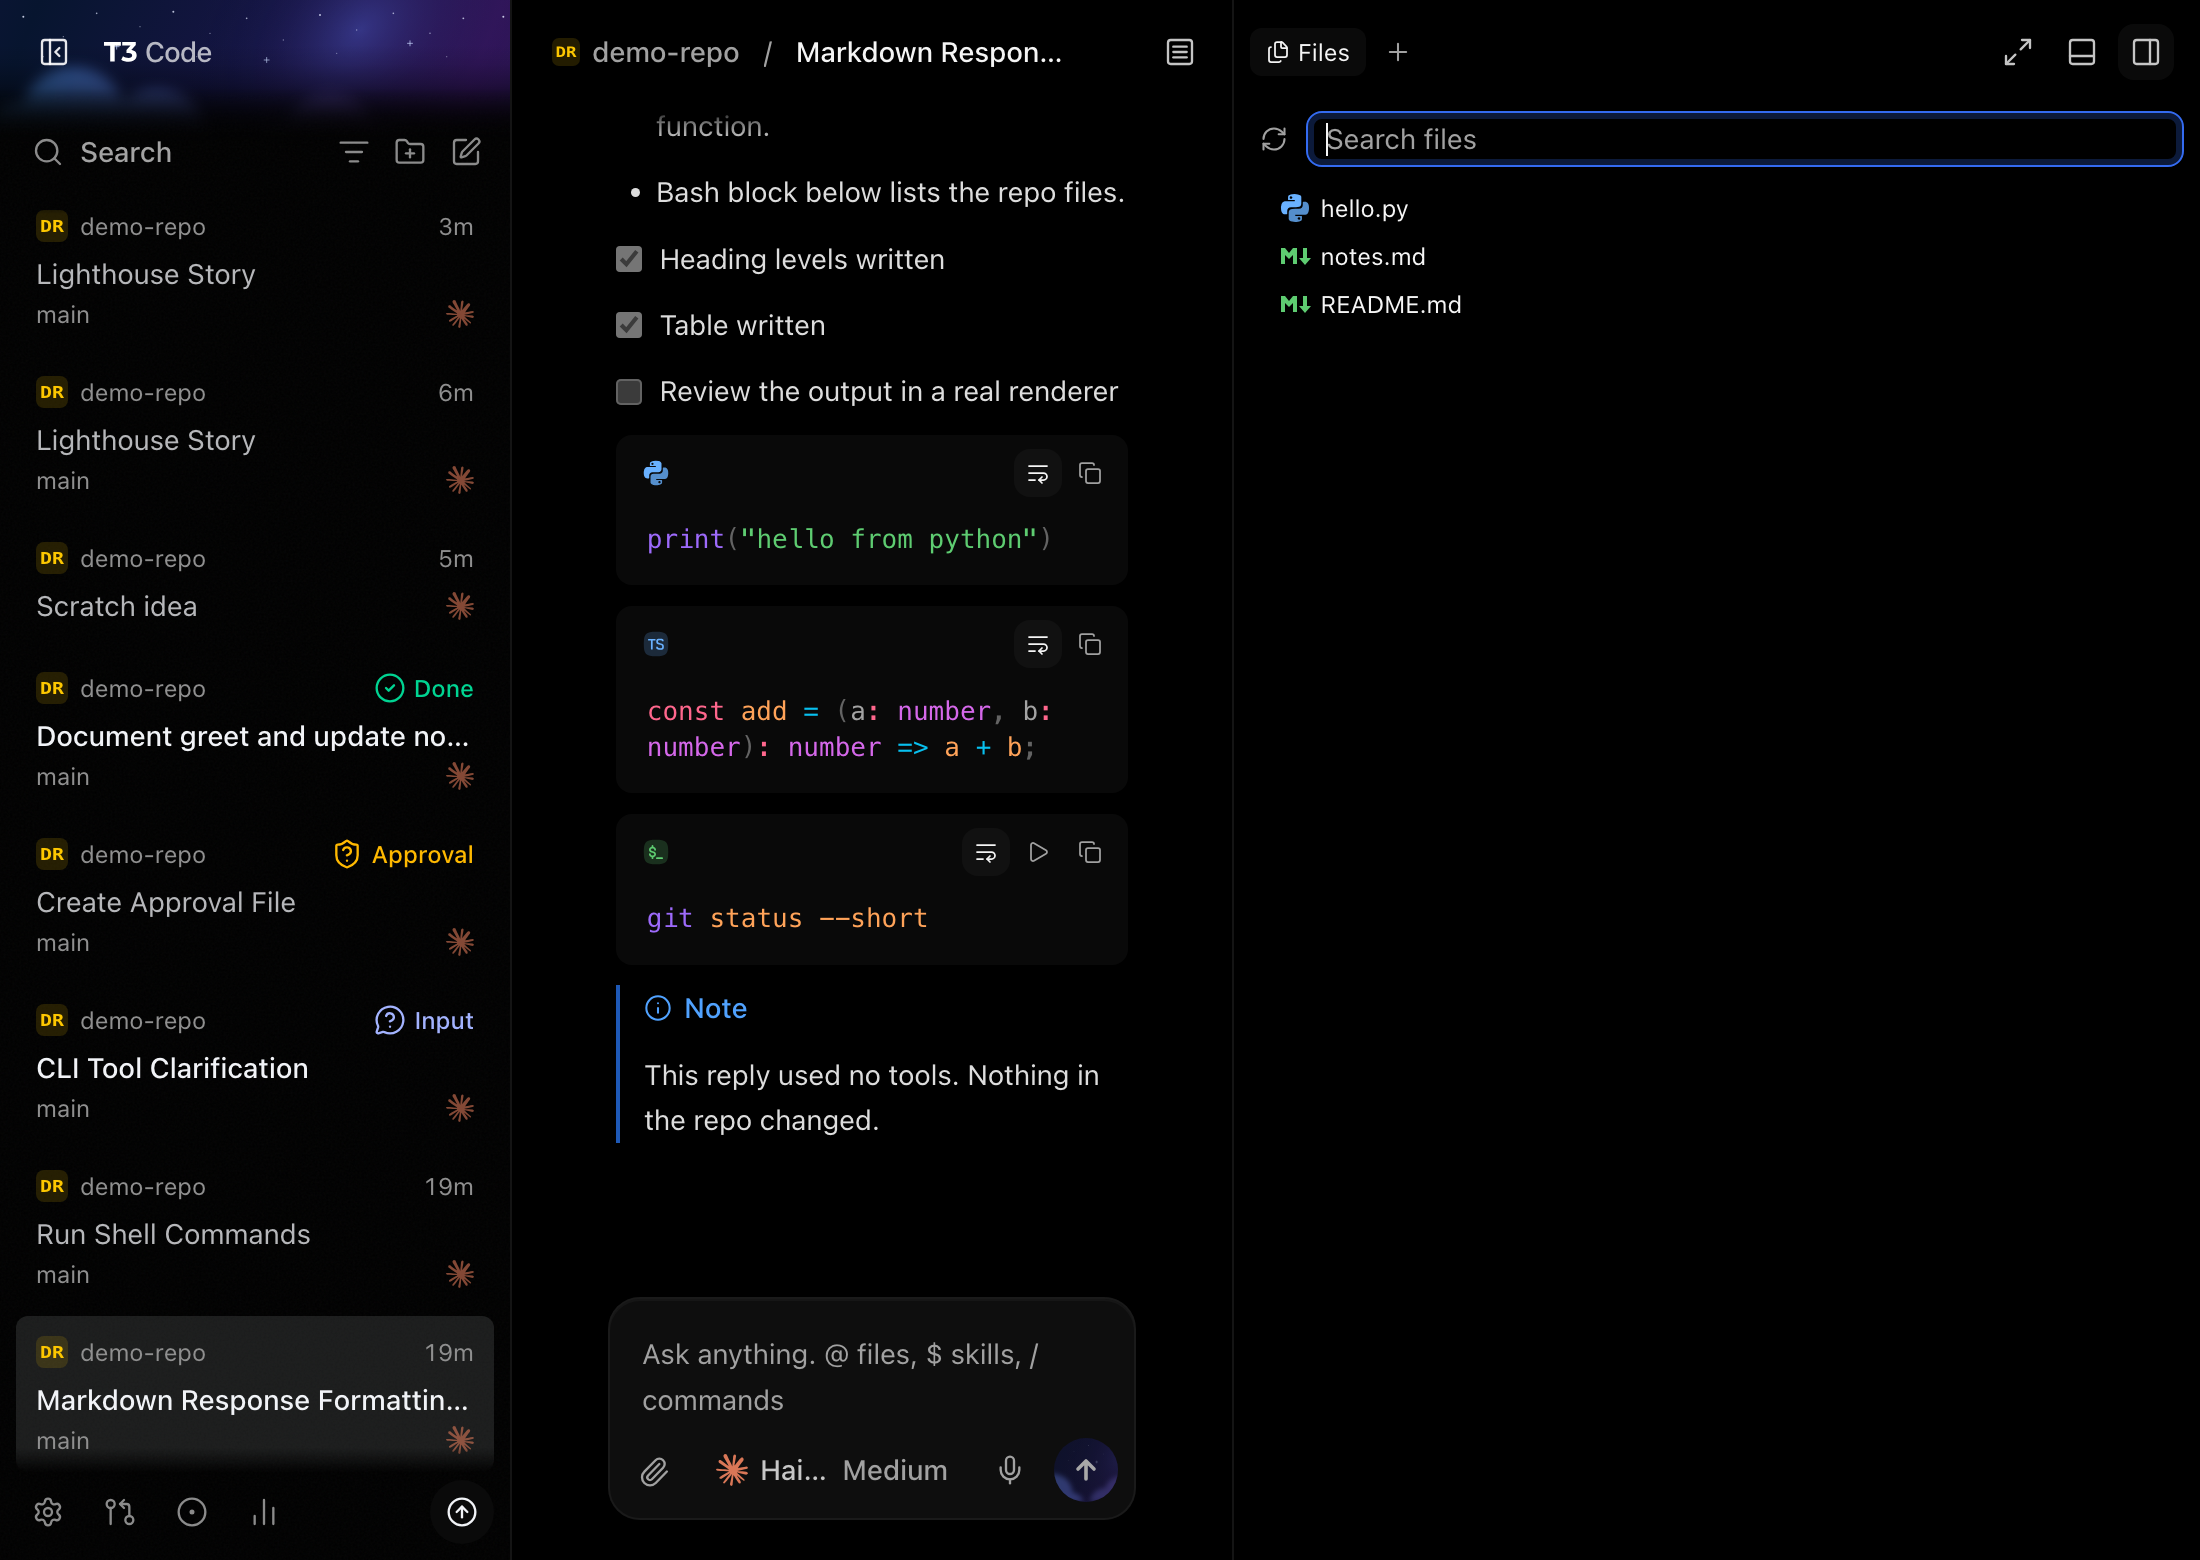 T3 Code
Search
DR demo-repo 3m
Lighthouse Story
main
DR demo-repo 6m
Lighthouse Story
main
DR demo-repo 5m
Scratch idea
DR demo-repo Done
Document greet and update no...
main
DR demo-repo Approval
Create Approval File
main
DR demo-repo Input
CLI Tool Clarification
main
DR demo-repo 19m
Run Shell Commands
main
DR demo-repo 19m
Markdown Response Formattin...
main
DR demo-repo / Markdown Respon...
function.
• Bash block below lists the repo files.
Heading levels written
Table written
Review the output in a real renderer
print("hello from python")
TS
const add = (a: number, b:
number): number => a + b;
$_
git status --short
Note
This reply used no tools. Nothing in
the repo changed.
Ask anything. @ files, $ skills, /
commands
Hai... Medium
Files
Search files
hello.py
M notes.md
M README.md